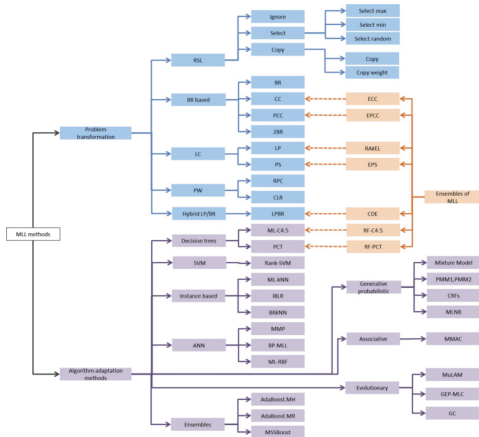 Ignore
Select
Copy
Select max
Select min
Select random
Copy
Copy weight
RSL
BR based
BR
CC
PCC
2BR
ECC
EPCC
Problem
transformation
LC
LP
PS
RAkEL
EPS
PW
RPC
CLR
Ensembles of
MLL
Hybrid LP/BR
LPBR
CDE
MLL methods
Decision trees
ML-C4.5
PCT
RF-C4.5
RF-PCT
SVM
Rank-SVM
Instance based
ML-kNN
IBLR
BRkNN
Generative
probabilistic
Mixture Model
PMM1,PMM2
CRFs
MLNB
ANN
MMP
BP-MLL
ML-RBF
Associative
MMAC
Algorithm adaptation
methods
Evolutionary
MuLAM
GEP-MLC
GC
Ensembles
AdaBoost.MH
AdaBoost.MR
MSSBoost